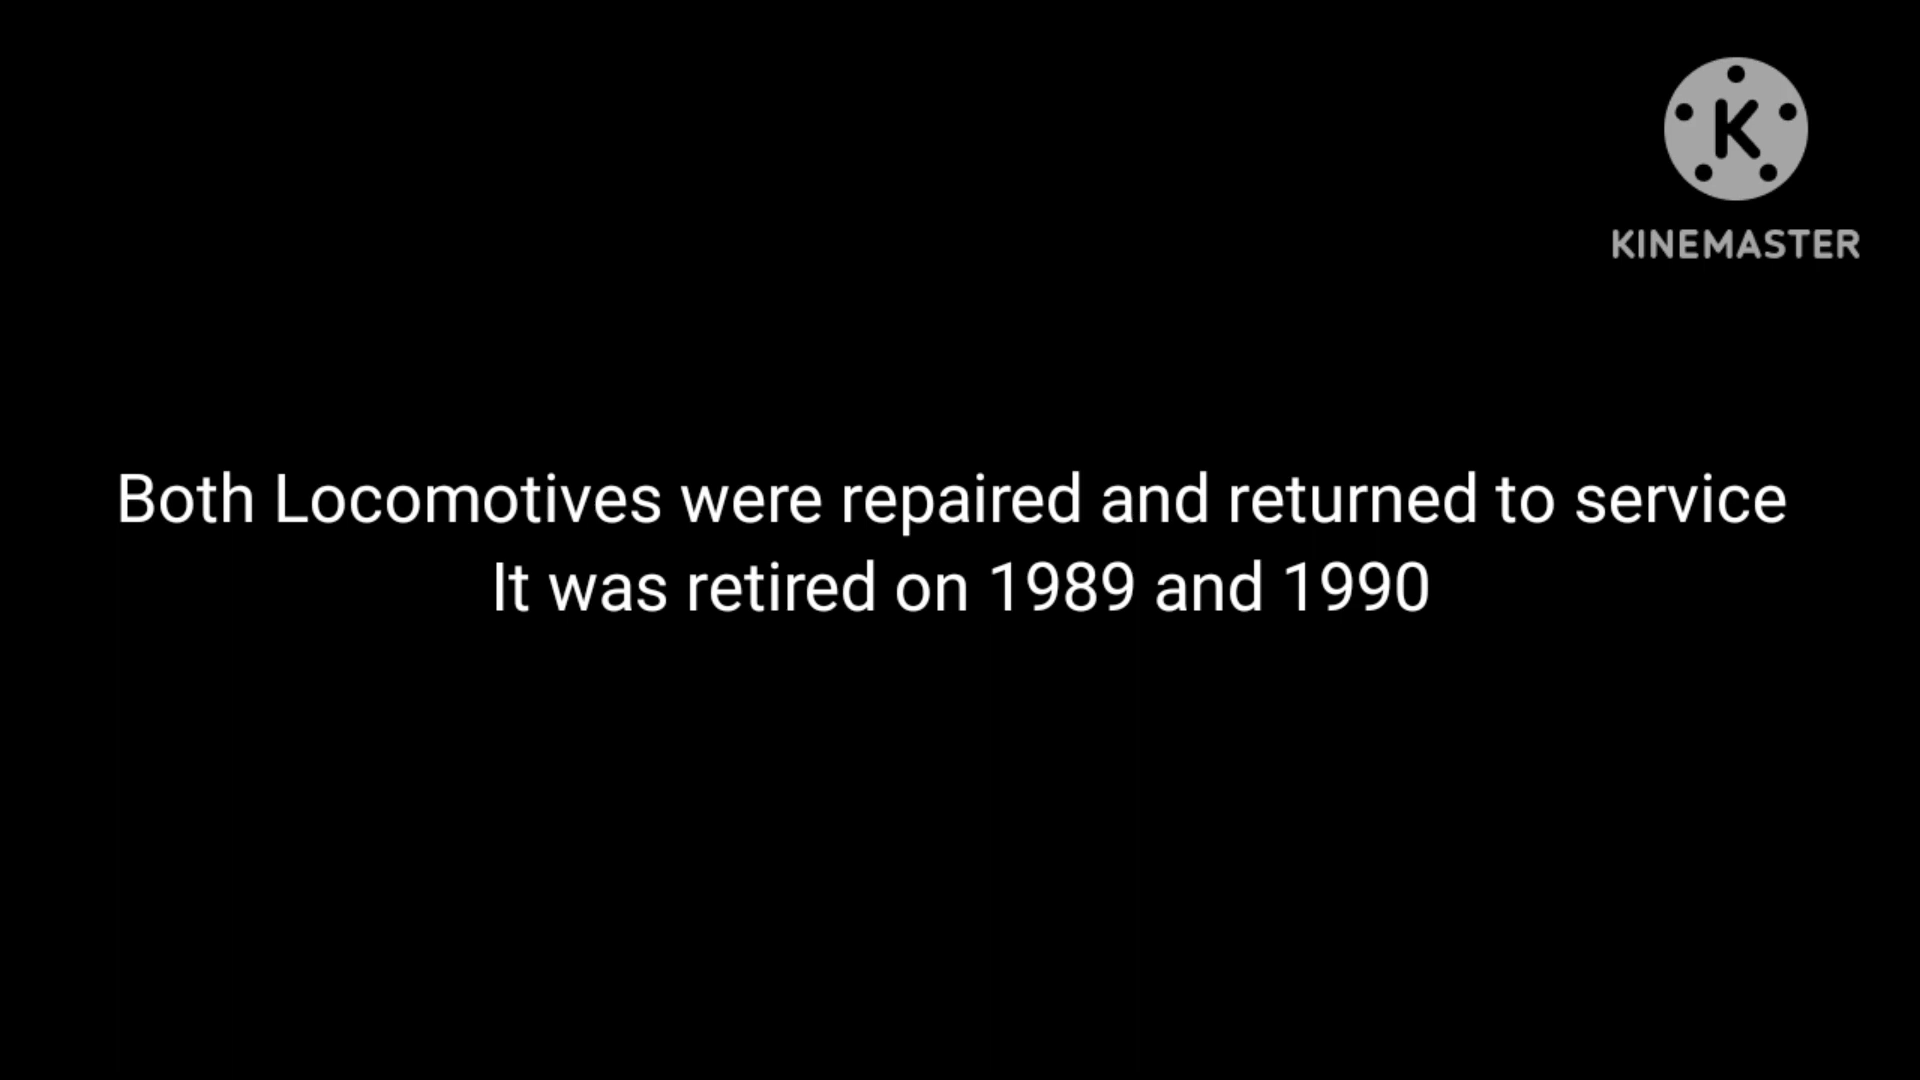 K
KINEMASTER
Both Locomotives were repaired and returned to service
It was retired on 1989 and 1990